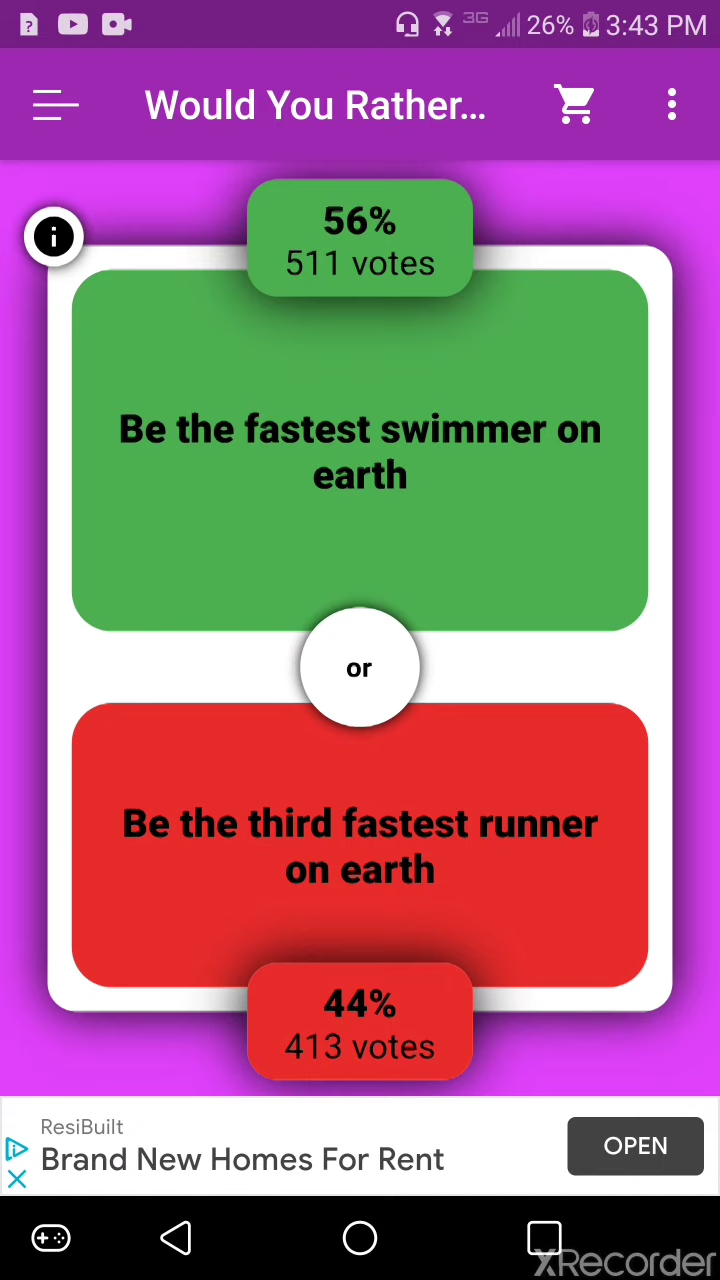 3G 26% 3:43 PM
Would You Rather...
56%
511 votes
Be the fastest swimmer on
earth
or
Be the third fastest runner
on earth
44%
413 votes
ResiBuilt
Brand New Homes For Rent
OPEN
XRecorder